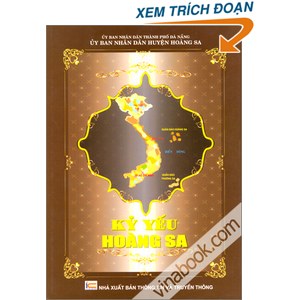 XEM TRÍCH ĐOẠN
ỦY BAN NHÂN DÂN THÀNH PHỐ ĐÀ NẴNG
ỦY BAN NHÂN DÂN HUYỆN HOÀNG SA
KỶ YẾU
HOÀNG SA
vinabook.com
NHÀ XUẤT BẢN THÔNG TIN VÀ TRUYỀN THÔNG